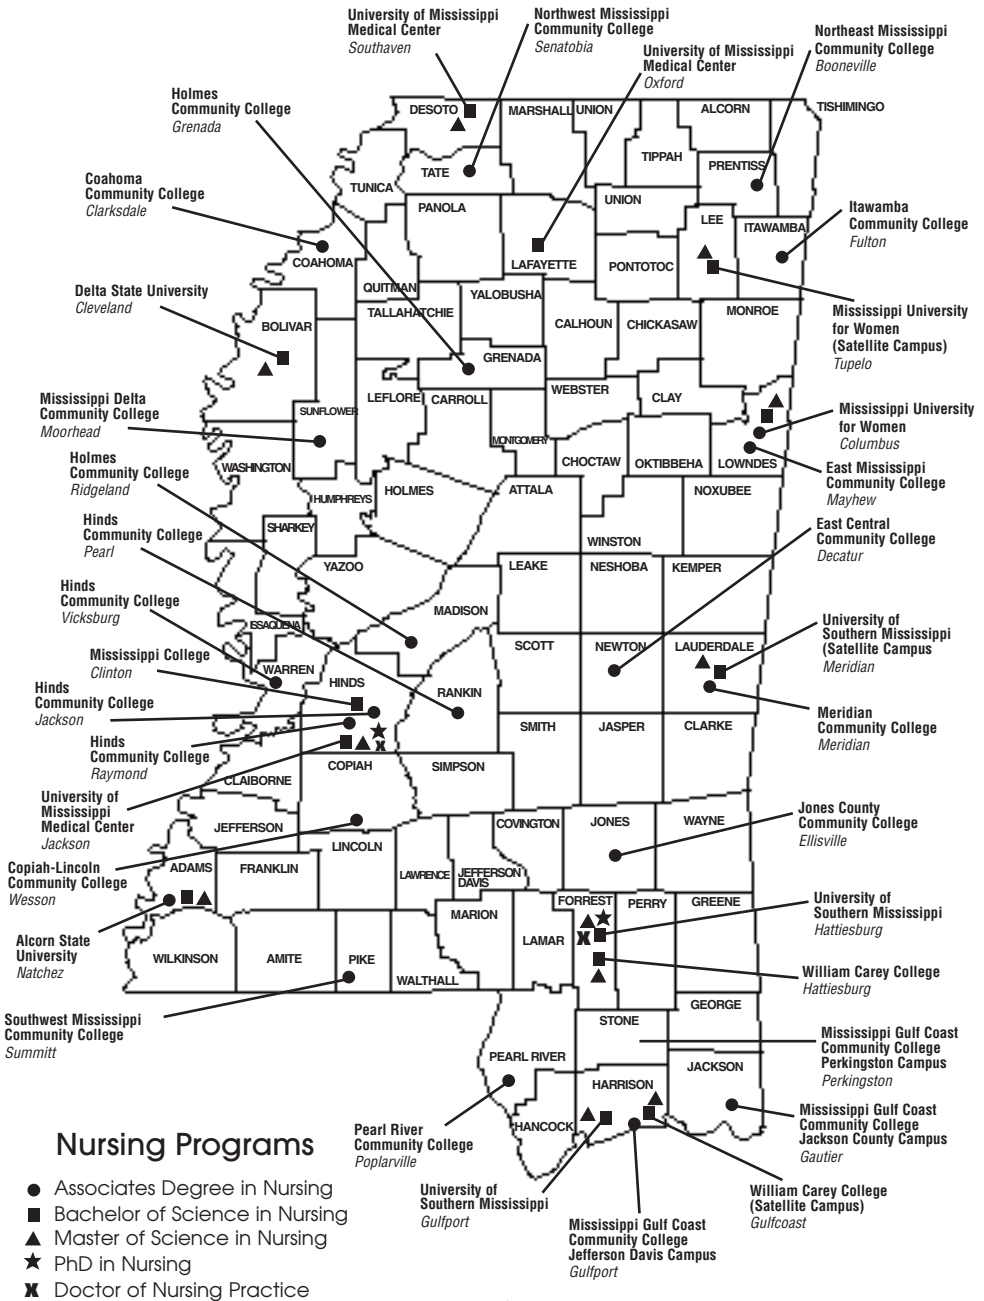 University of Mississippi
Medical Center
Southaven
Northwest Mississippi
Community College
Senatobia
University of Mississippi
Medical Center
Oxford
Northeast Mississippi
Community College
Booneville
Holmes
Community College
Grenada
Coahoma
Community College
Clarksdale
Delta State University
Cleveland
Mississippi Delta
Community College
Moorhead
Holmes
Community College
Ridgeland
Hinds
Community College
Pearl
Hinds
Community College
Vicksburg
Mississippi College
Clinton
Hinds
Community College
Jackson
Hinds
Community College
Raymond
University of
Mississippi
Medical Center
Jackson
Copiah-Lincoln
Community College
Wesson
Alcorn State
University
Natchez
Southwest Mississippi
Community College
Summitt
Itawamba
Community College
Fulton
Mississippi University
for Women
(Satellite Campus)
Tupelo
Mississippi University
for Women
Columbus
East Mississippi
Community College
Mayhew
East Central
Community College
Decatur
University of
Southern Mississippi
(Satellite Campus
Meridian
Meridian
Community College
Meridian
Jones County
Community College
Ellisville
University of
Southern Mississippi
Hattiesburg
William Carey College
Hattiesburg
Mississippi Gulf Coast
Community College
Perkingston Campus
Perkingston
Mississippi Gulf Coast
Community College
Jackson County Campus
Gautier
William Carey College
(Satellite Campus)
Gulfcoast
Mississippi Gulf Coast
Community College
Jefferson Davis Campus
Gulfport
University of
Southern Mississippi
Gulfport
Pearl River
Community College
Poplarville
DESOTO
MARSHALL
UNION
ALCORN
TISHIMINGO
TIPPAH
PRENTISS
TATE
TUNICA
PANOLA
UNION
LEE
ITAWAMBA
COAHOMA
LAFAYETTE
PONTOTOC
QUITMAN
YALOBUSHA
TALLAHATCHIE
MONROE
BOLIVAR
CALHOUN
CHICKASAW
GRENADA
LEFLORE
CARROLL
WEBSTER
CLAY
SUNFLOWER
MONTGOMERY
CHOCTAW
OKTIBBEHA
LOWNDES
WASHINGTON
HUMPHREYS
HOLMES
ATTALA
NOXUBEE
SHARKEY
WINSTON
YAZOO
LEAKE
NESHOBA
KEMPER
MADISON
ISSAQUENA
SCOTT
NEWTON
LAUDERDALE
WARREN
HINDS
RANKIN
SMITH
JASPER
CLARKE
COPIAH
SIMPSON
CLAIBORNE
COVINGTON
JONES
WAYNE
JEFFERSON
LINCOLN
ADAMS
FRANKLIN
LAWRENCE
JEFFERSON
DAVIS
FORREST
PERRY
GREENE
MARION
LAMAR
WILKINSON
AMITE
PIKE
WALTHALL
GEORGE
STONE
PEARL RIVER
JACKSON
HARRISON
HANCOCK
Nursing Programs
Associates Degree in Nursing
Bachelor of Science in Nursing
Master of Science in Nursing
PhD in Nursing
Doctor of Nursing Practice